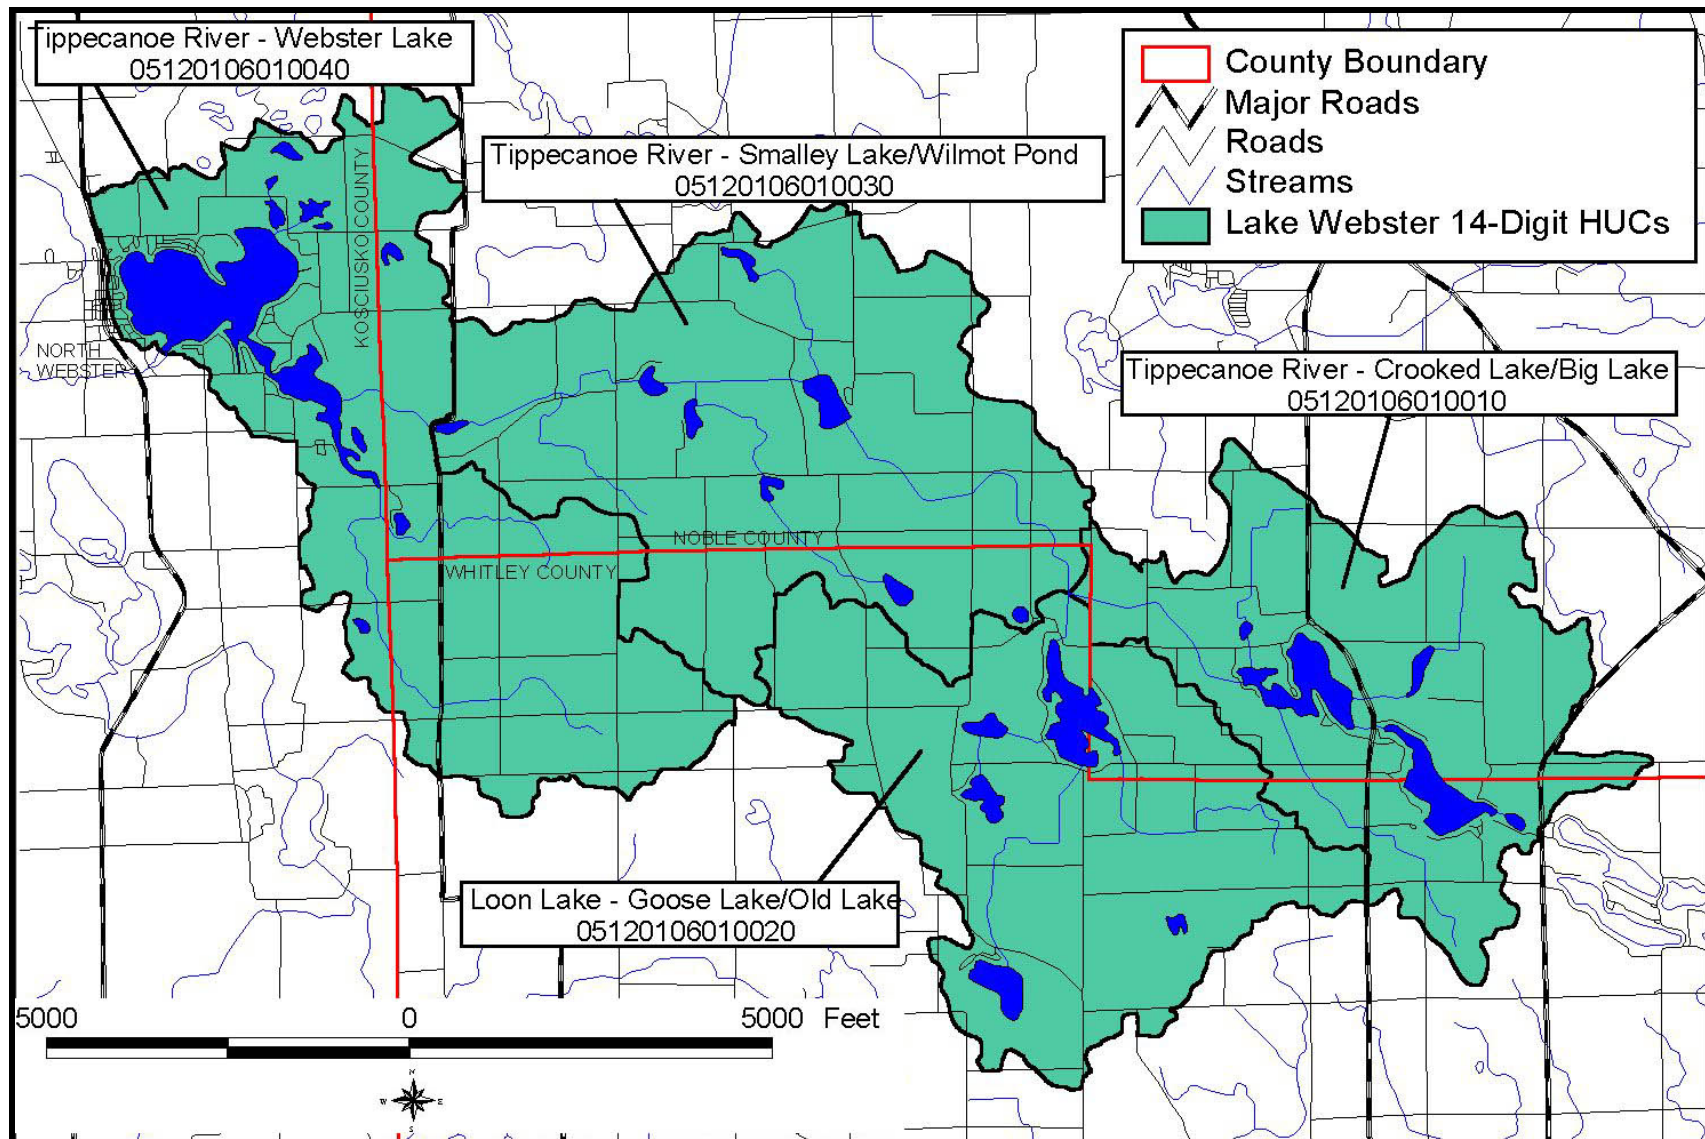 Tippecanoe River - Webster Lake
05120106010040
County Boundary
Major Roads
Roads
Streams
Lake Webster 14-Digit HUCs
Tippecanoe River - Smalley Lake/Wilmot Pond
05120106010030
KOSCIUSKO COUNTY
NORTH
WEBSTER
Tippecanoe River - Crooked Lake/Big Lake
05120106010010
NOBLE COUNTY
WHITLEY COUNTY
Loon Lake - Goose Lake/Old Lake
05120106010020
5000 0 5000 Feet
N
W E
S